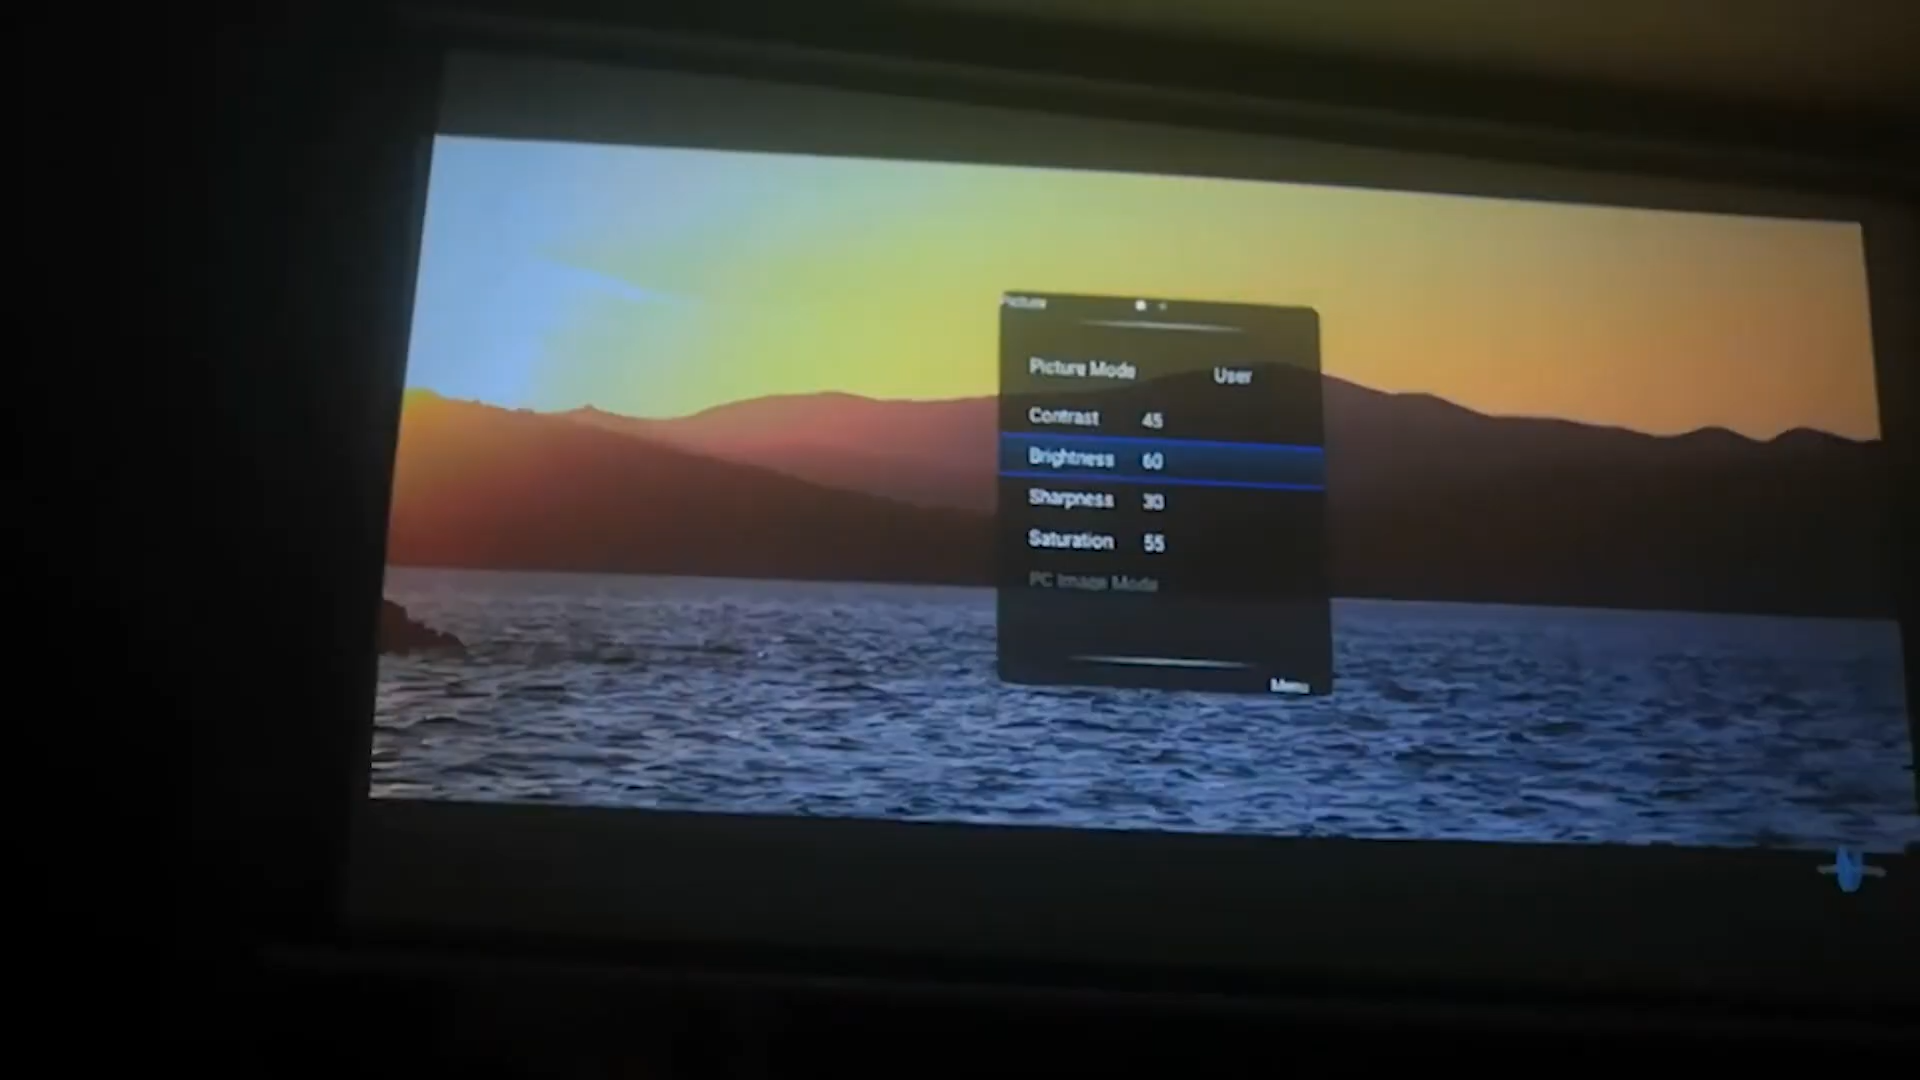 Picture
Picture Mode User
Contrast 45
Brightness 60
Sharpness 30
Saturation 55
PC Image Mode
Menu